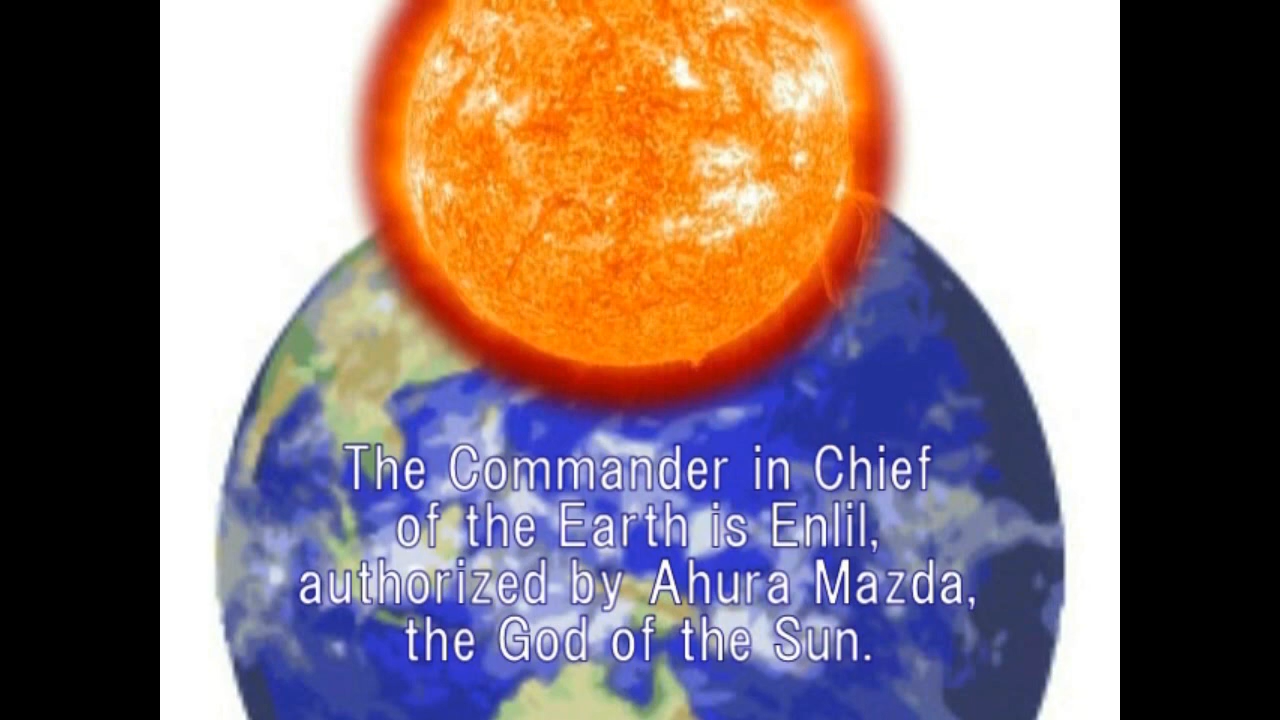 The Commander in Chief
of the Earth is Enlil,
authorized by Ahura Mazda,
the God of the Sun.